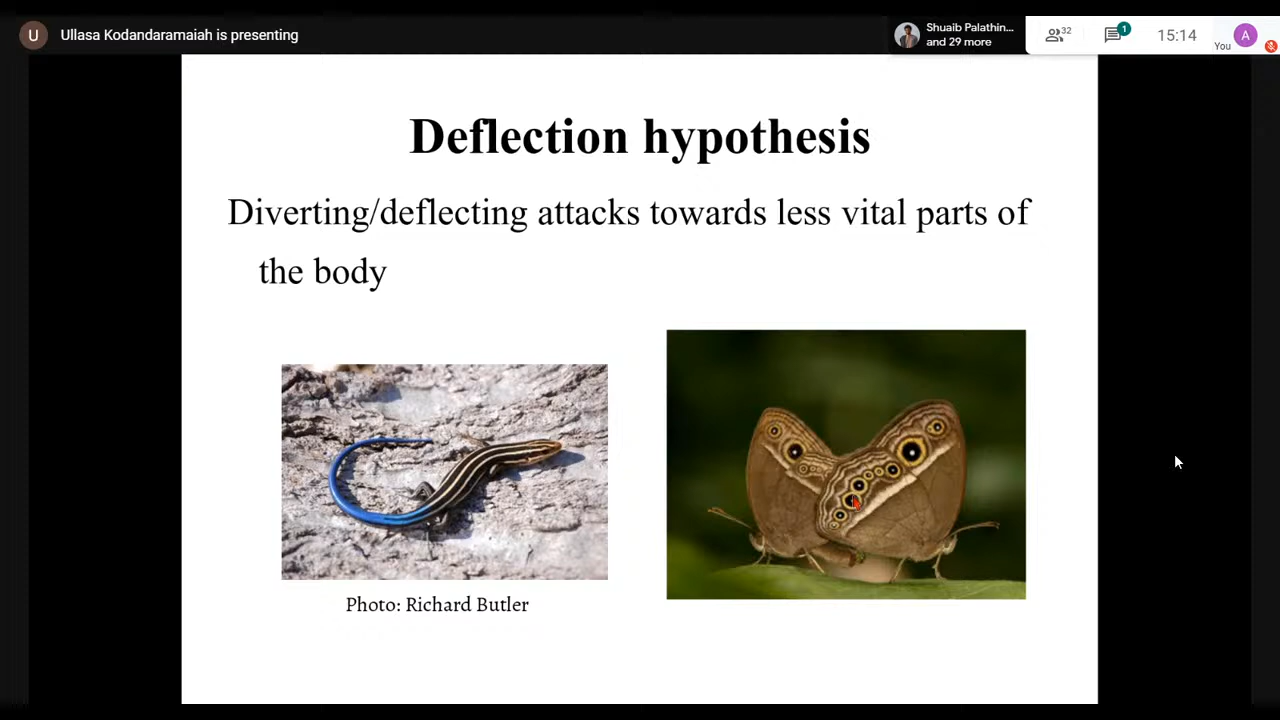 U Ullasa Kodandaramaiah is presenting
Shuaib Palathin...
and 29 more
32
1
15:14
You
A
Deflection hypothesis
Diverting/deflecting attacks towards less vital parts of
the body
Photo: Richard Butler